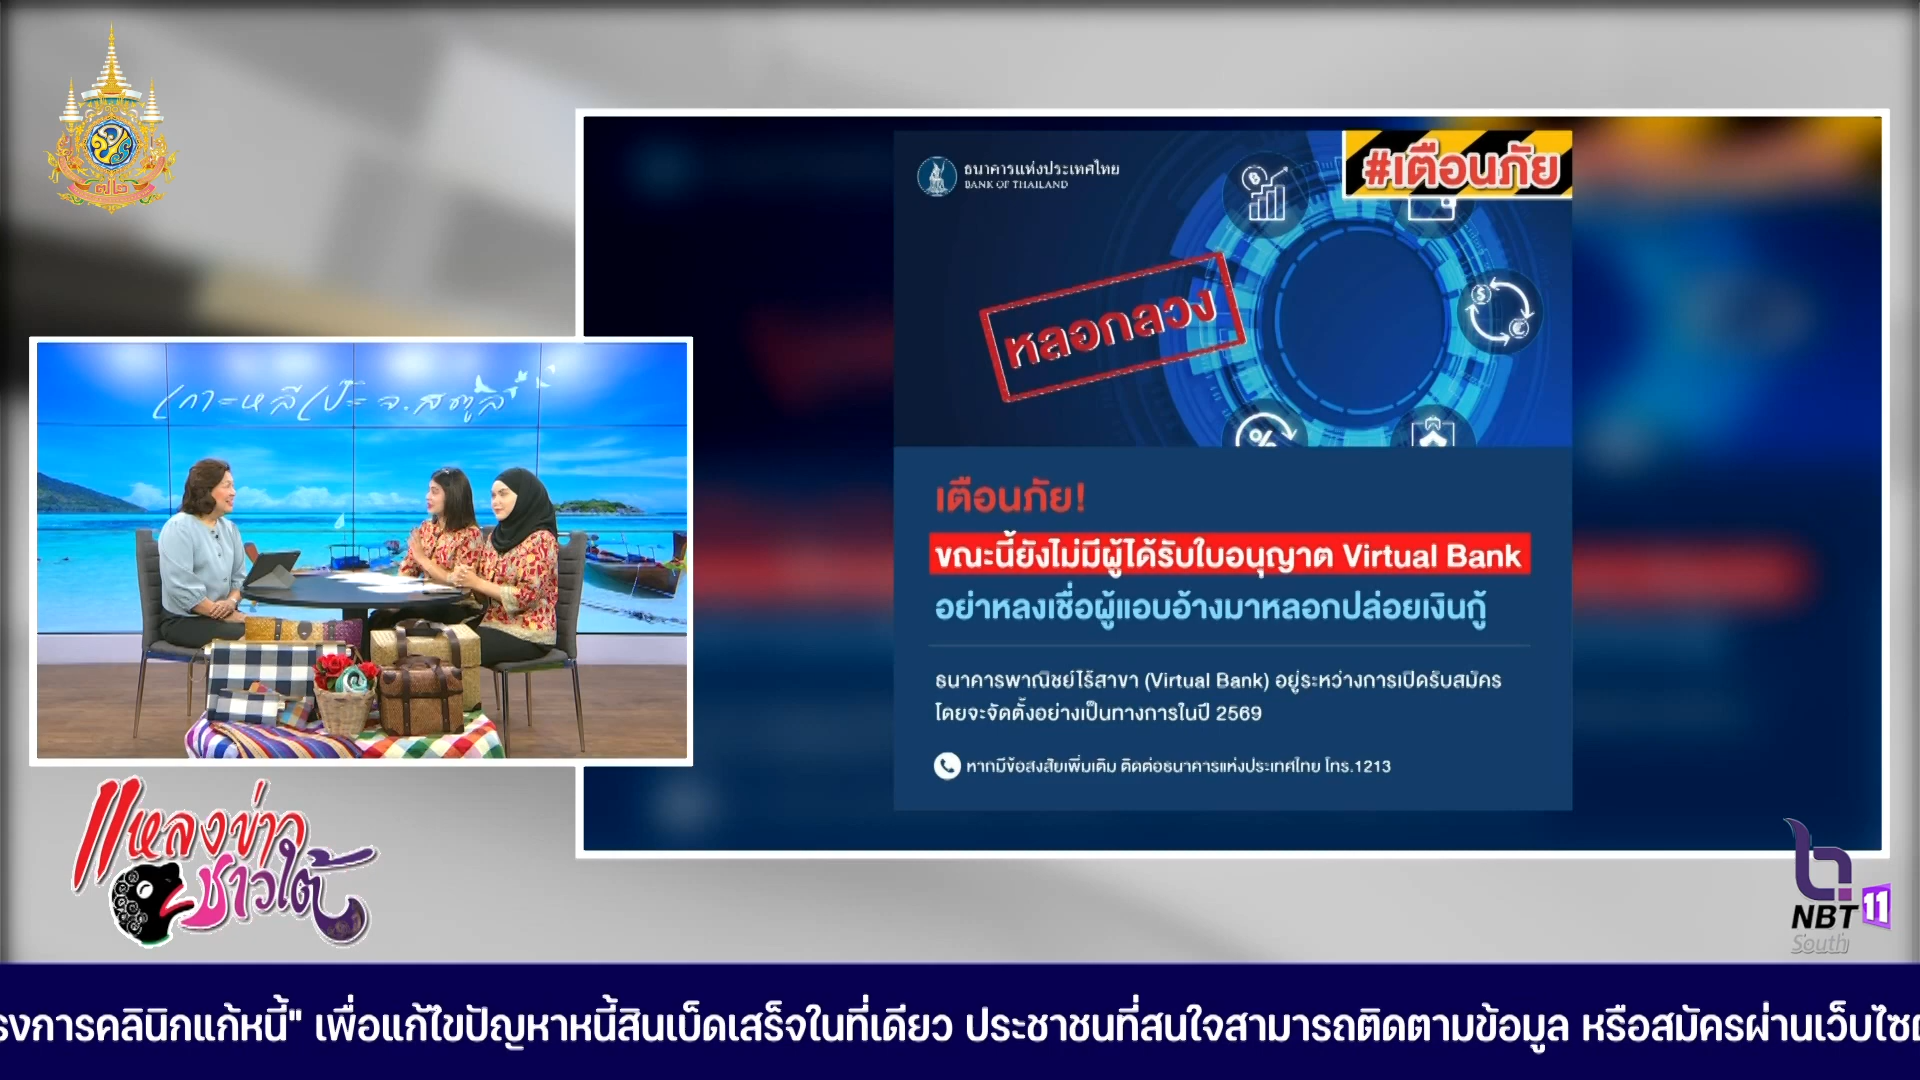 ๗๒
ธนาคารแห่งประเทศไทย
BANK OF THAILAND
#เตือนภัย
หลอกลวง
เตือนภัย!
ขณะนี้ยังไม่มีผู้ได้รับใบอนุญาต Virtual Bank
อย่าหลงเชื่อผู้แอบอ้างมาหลอกปล่อยเงินกู้
ธนาคารพาณิชย์ไร้สาขา (Virtual Bank) อยู่ระหว่างการเปิดรับสมัคร
โดยจะจัดตั้งอย่างเป็นทางการในปี 2569
หากมีข้อสงสัยเพิ่มเติม ติดต่อธนาคารแห่งประเทศไทย โทร.1213
เกาะหลีเป๊ะ จ.สตูล
แหลงข่าว
ชาวใต้
NBT 11
South
รงการคลินิกแก้หนี้" เพื่อแก้ไขปัญหาหนี้สินเบ็ดเสร็จในที่เดียว ประชาชนที่สนใจสามารถติดตามข้อมูล หรือสมัครผ่านเว็บไซ